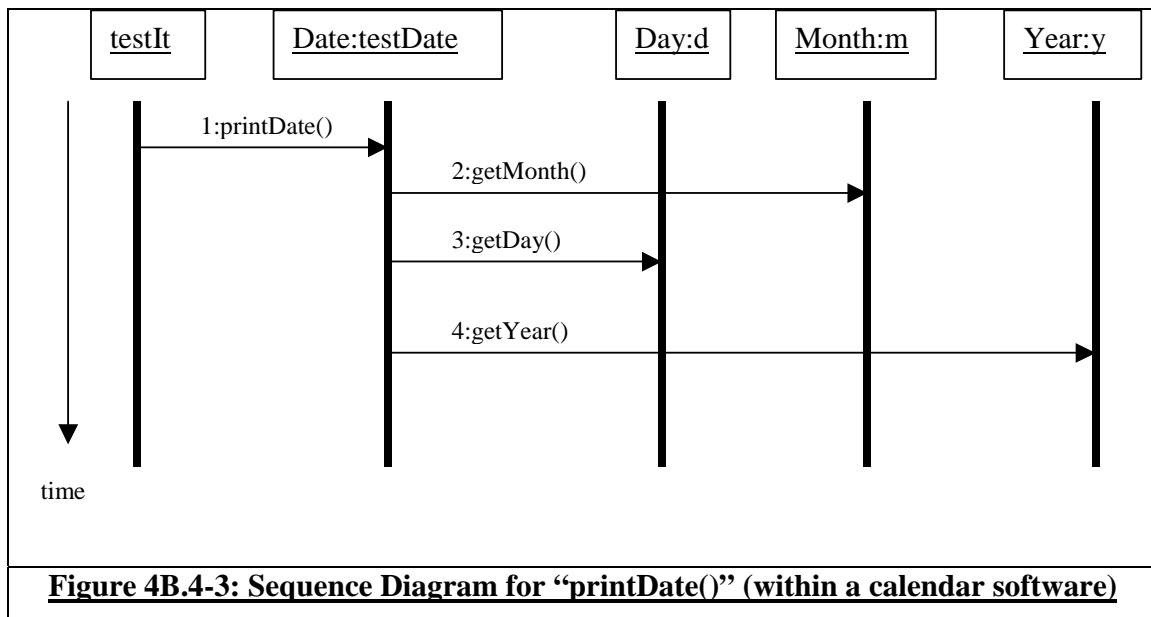 testIt
Date:testDate
Day:d
Month:m
Year:y
1:printDate()
2:getMonth()
3:getDay()
4:getYear()
time
Figure 4B.4-3: Sequence Diagram for “printDate()” (within a calendar software)